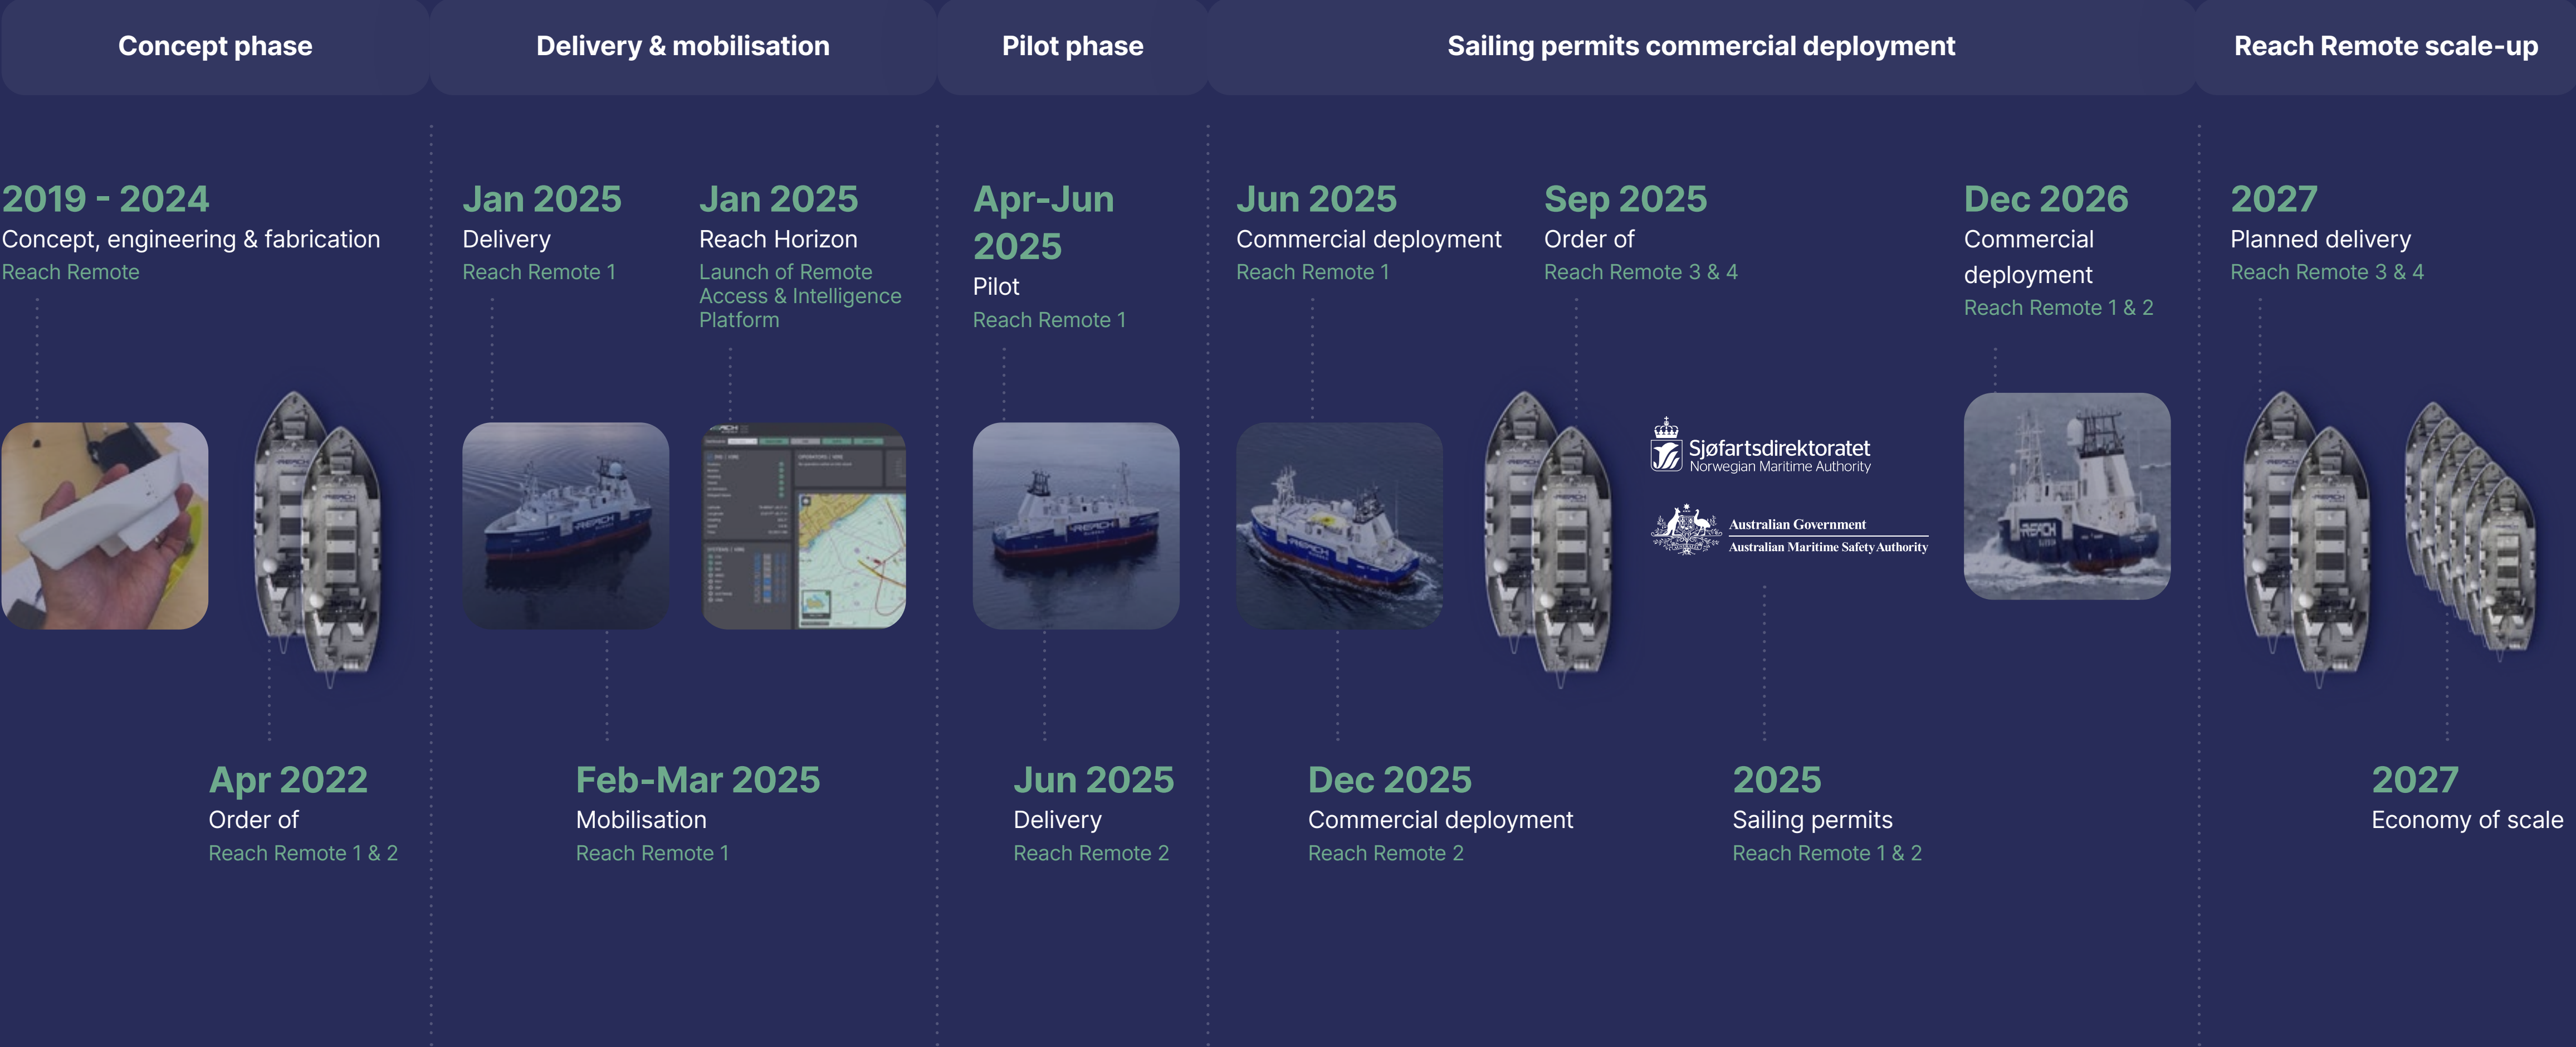 Concept phase
Delivery & mobilisation
Pilot phase
Sailing permits commercial deployment
Reach Remote scale-up
2019 - 2024
Concept, engineering & fabrication
Reach Remote
Apr 2022
Order of
Reach Remote 1 & 2
Jan 2025
Delivery
Reach Remote 1
Jan 2025
Reach Horizon
Launch of Remote
Access & Intelligence
Platform
Feb-Mar 2025
Mobilisation
Reach Remote 1
Apr-Jun
2025
Pilot
Reach Remote 1
Jun 2025
Delivery
Reach Remote 2
Jun 2025
Commercial deployment
Reach Remote 1
Sep 2025
Order of
Reach Remote 3 & 4
Sjøfartsdirektoratet
Norwegian Maritime Authority
Australian Government
Australian Maritime Safety Authority
Dec 2025
Commercial deployment
Reach Remote 2
2025
Sailing permits
Reach Remote 1 & 2
Dec 2026
Commercial
deployment
Reach Remote 1 & 2
2027
Planned delivery
Reach Remote 3 & 4
2027
Economy of scale
REACH
REACH
REACH
REACH